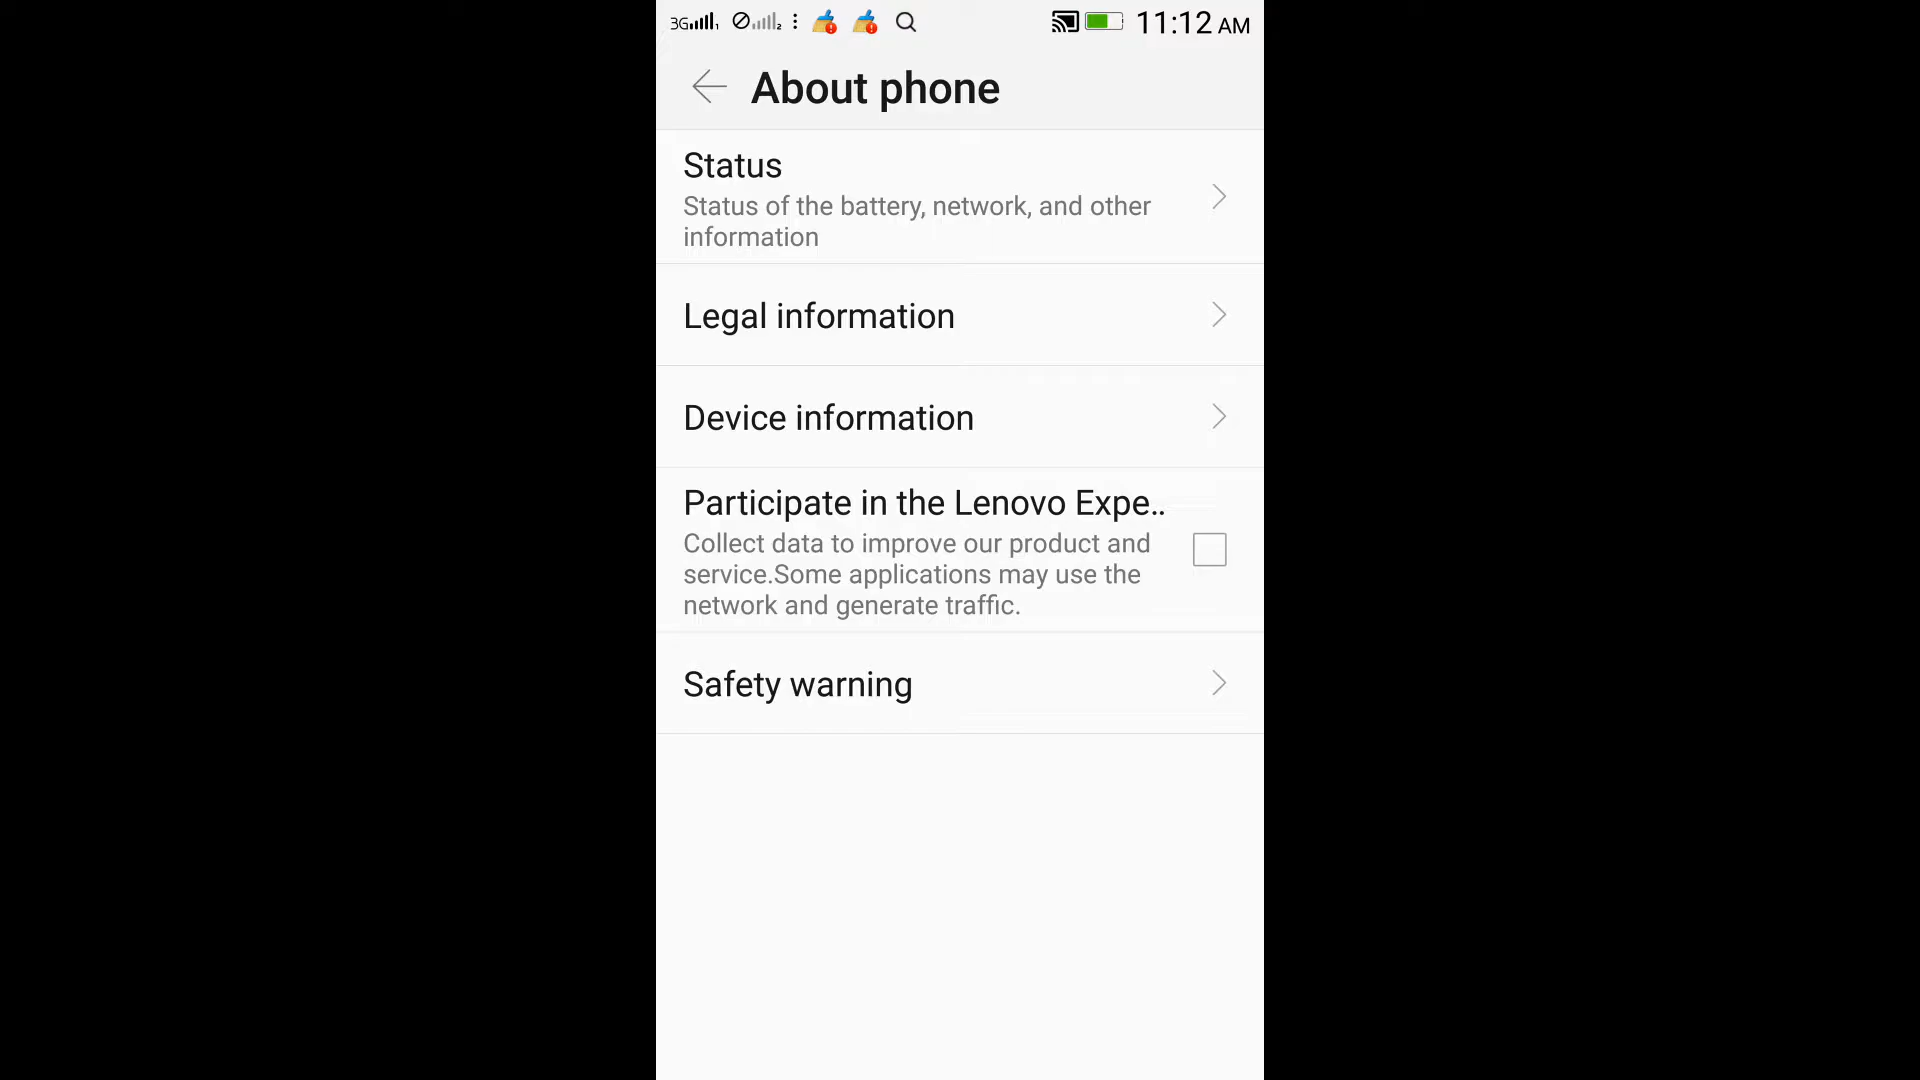 3G 1 2 11:12 AM
About phone
Status
Status of the battery, network, and other
information
Legal information
Device information
Participate in the Lenovo Expe..
Collect data to improve our product and
service.Some applications may use the
network and generate traffic.
Safety warning